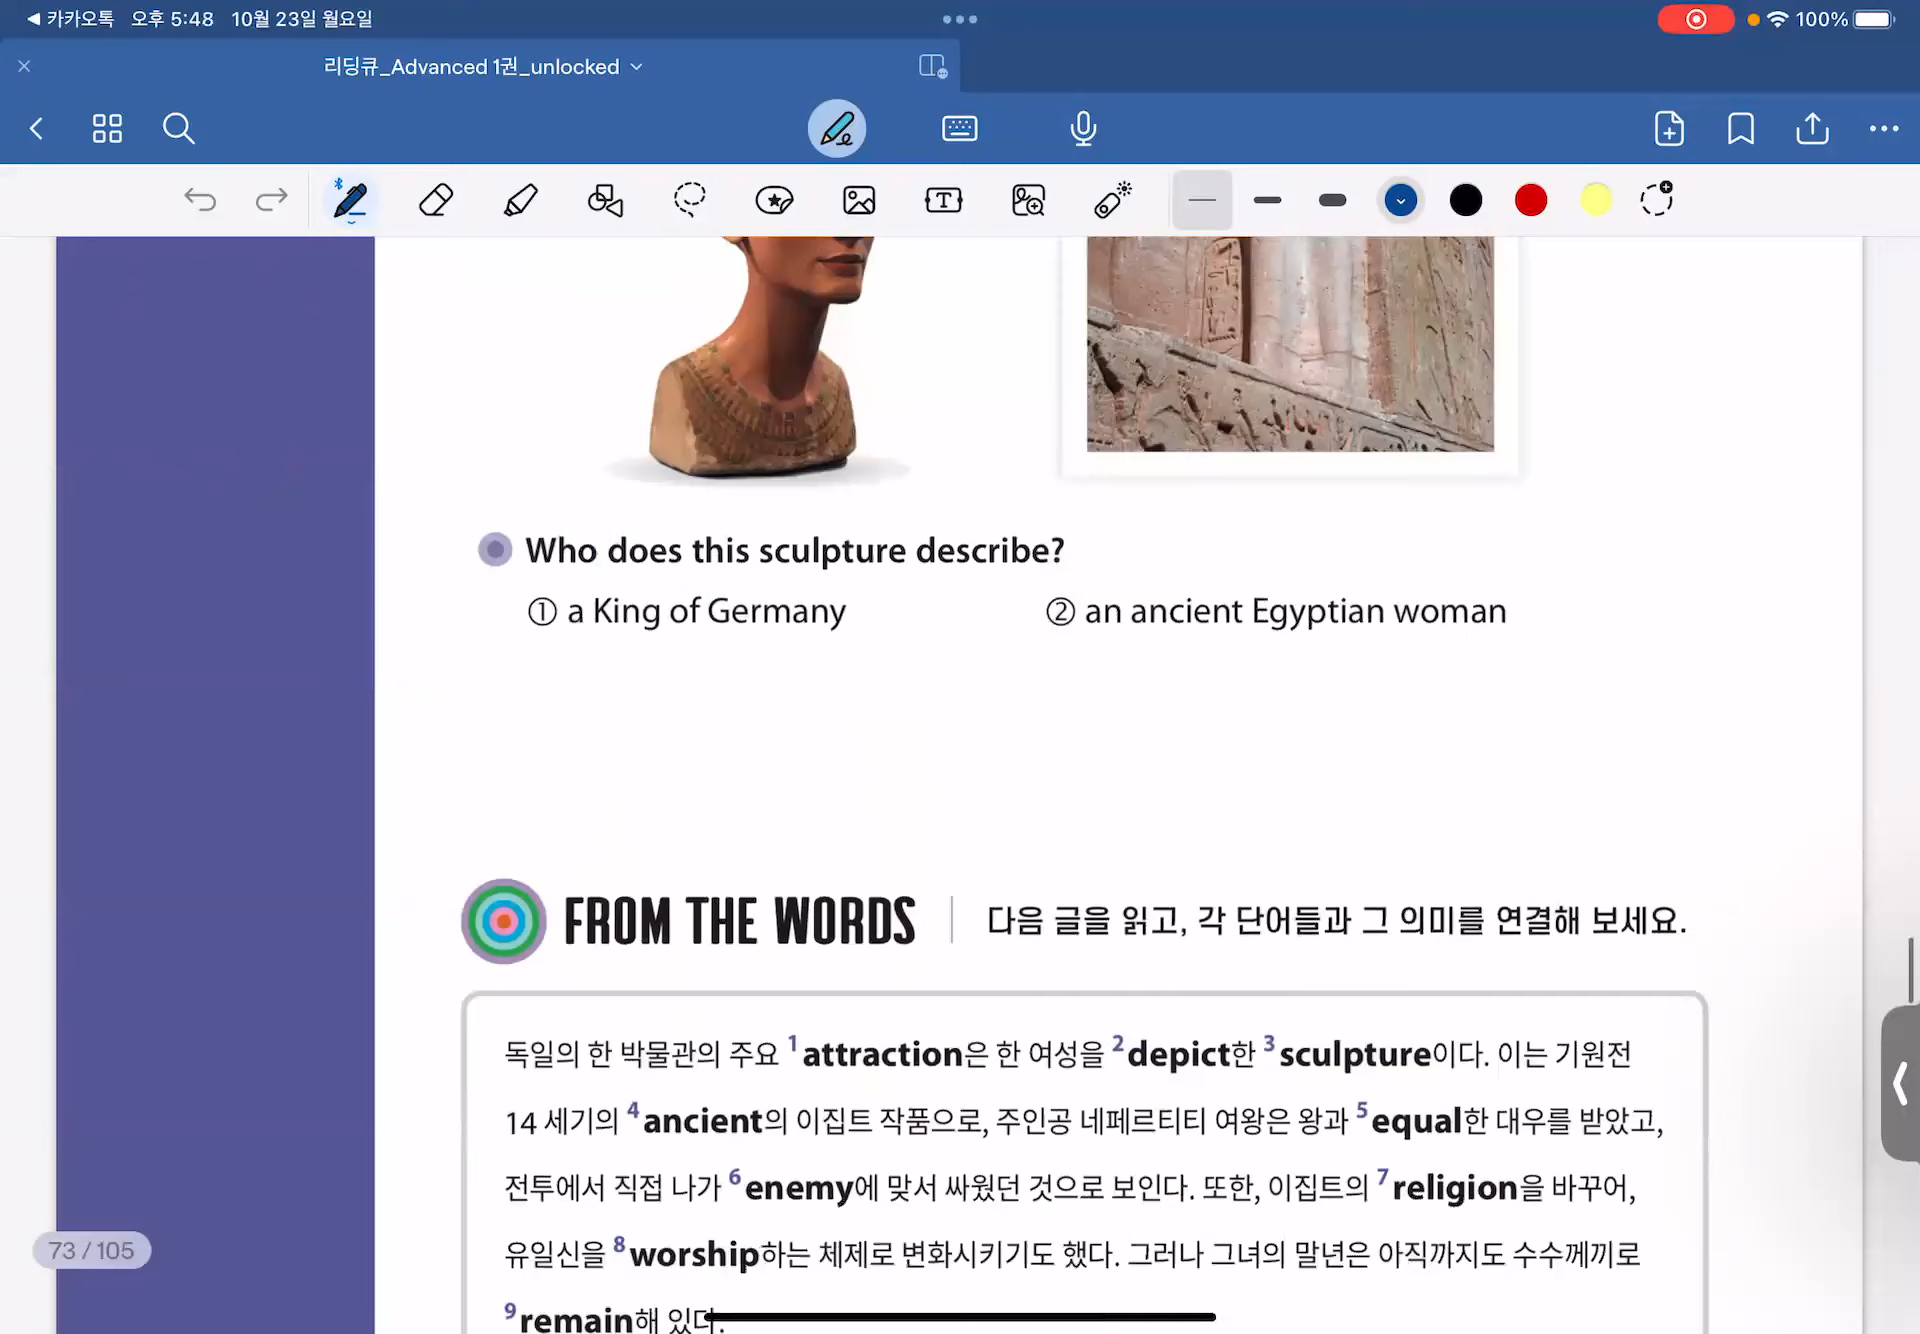 ◀ 카카오톡 오후 5:48 10월 23일 월요일
100%
리딩큐_Advanced 1권_unlocked
Who does this sculpture describe?
① a King of Germany ② an ancient Egyptian woman
FROM THE WORDS 다음 글을 읽고, 각 단어들과 그 의미를 연결해 보세요.
독일의 한 박물관의 주요 1 attraction은 한 여성을 2 depict한 3 sculpture이다. 이는 기원전
14 세기의 4 ancient의 이집트 작품으로, 주인공 네페르티티 여왕은 왕과 5 equal한 대우를 받았고,
전투에서 직접 나가 6 enemy에 맞서 싸웠던 것으로 보인다. 또한, 이집트의 7 religion을 바꾸어,
유일신을 8 worship하는 체제로 변화시키기도 했다. 그러나 그녀의 말년은 아직까지도 수수께끼로
9 remain해 있다.
73 / 105